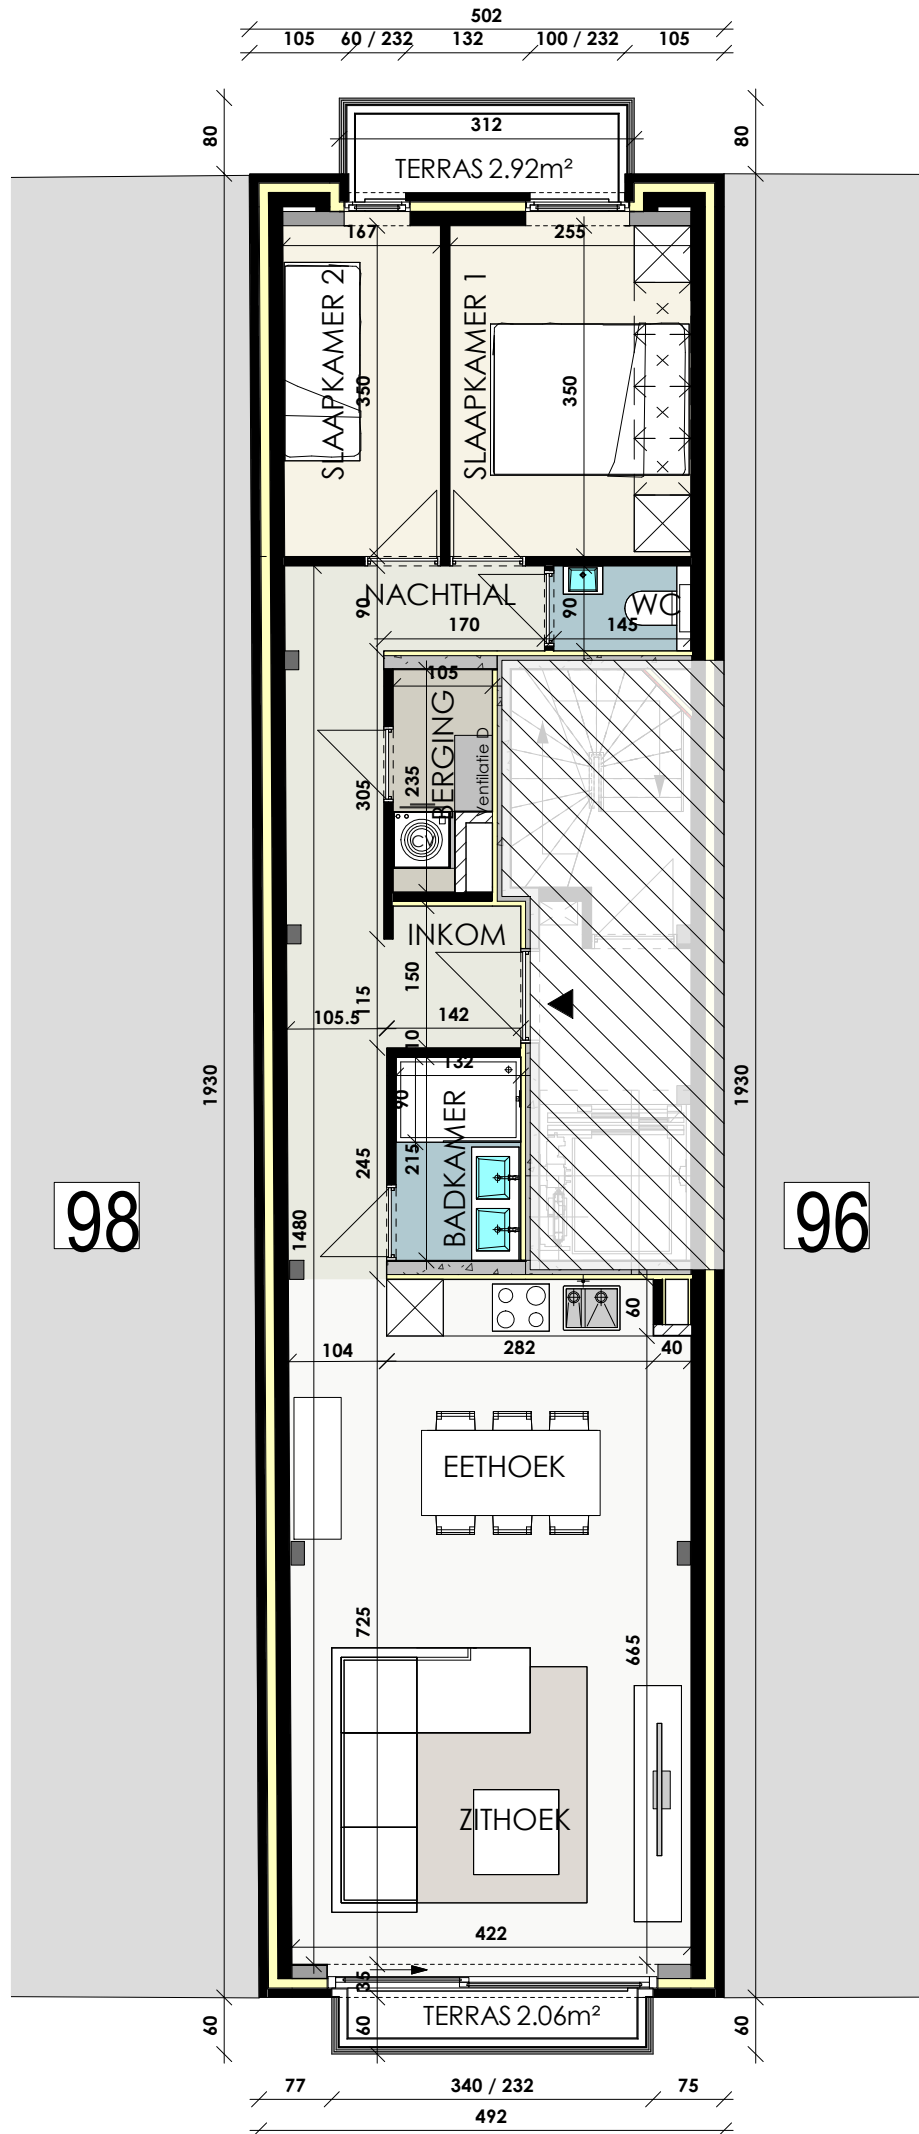 502
105 60 / 232 132 100 / 232 105
80 80
312
TERRAS 2.92m²
167 255
SLAAPKAMER 2
350
SLAAPKAMER 1
350
NACHTHAL
90
170
90
WC
145
105
BERGING
235
305
Ventilatie D
CV
INKOM
150
115
105.5
142
10
132
90
BADKAMER
215
245
1930
1930
98
96
1480
60
104 282 40
EETHOEK
725
665
ZITHOEK
422
35
TERRAS 2.06m²
60 60 60
77 340 / 232 75
492